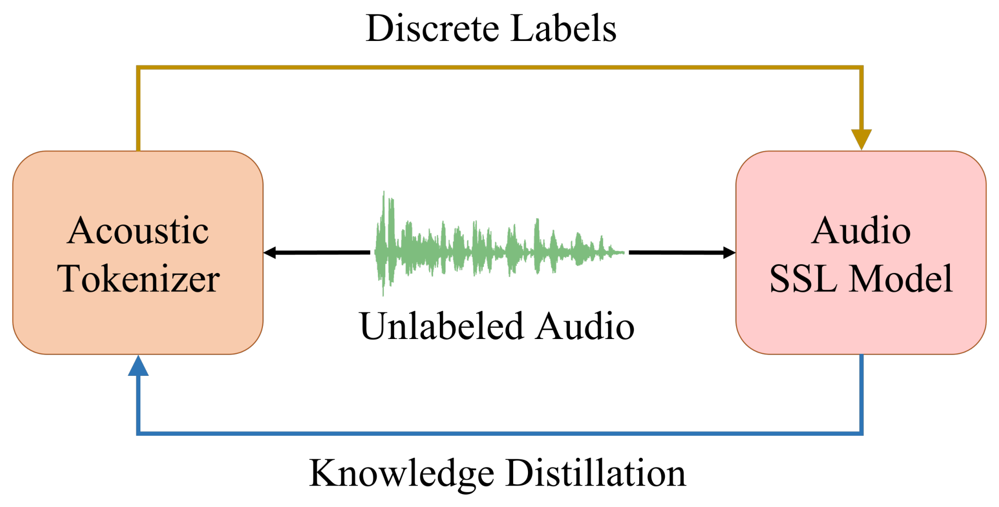 Discrete Labels
Acoustic
Tokenizer
Unlabeled Audio
Audio
SSL Model
Knowledge Distillation